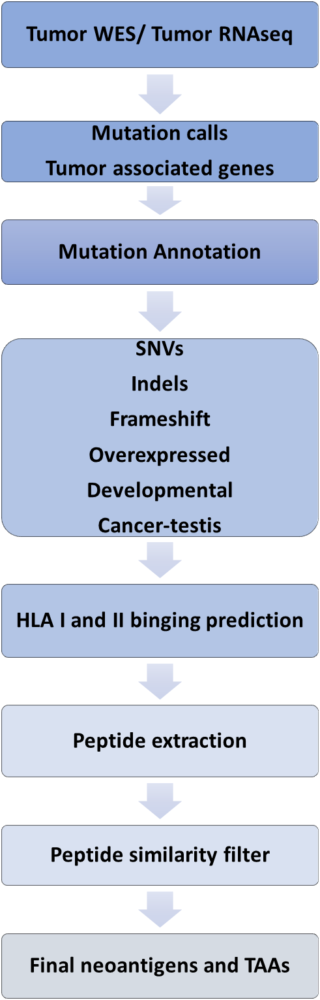 Tumor WES/ Tumor RNAseq
Mutation calls
Tumor associated genes
Mutation Annotation
SNVs
Indels
Frameshift
Overexpressed
Developmental
Cancer-testis
HLA I and II binging prediction
Peptide extraction
Peptide similarity filter
Final neoantigens and TAAs